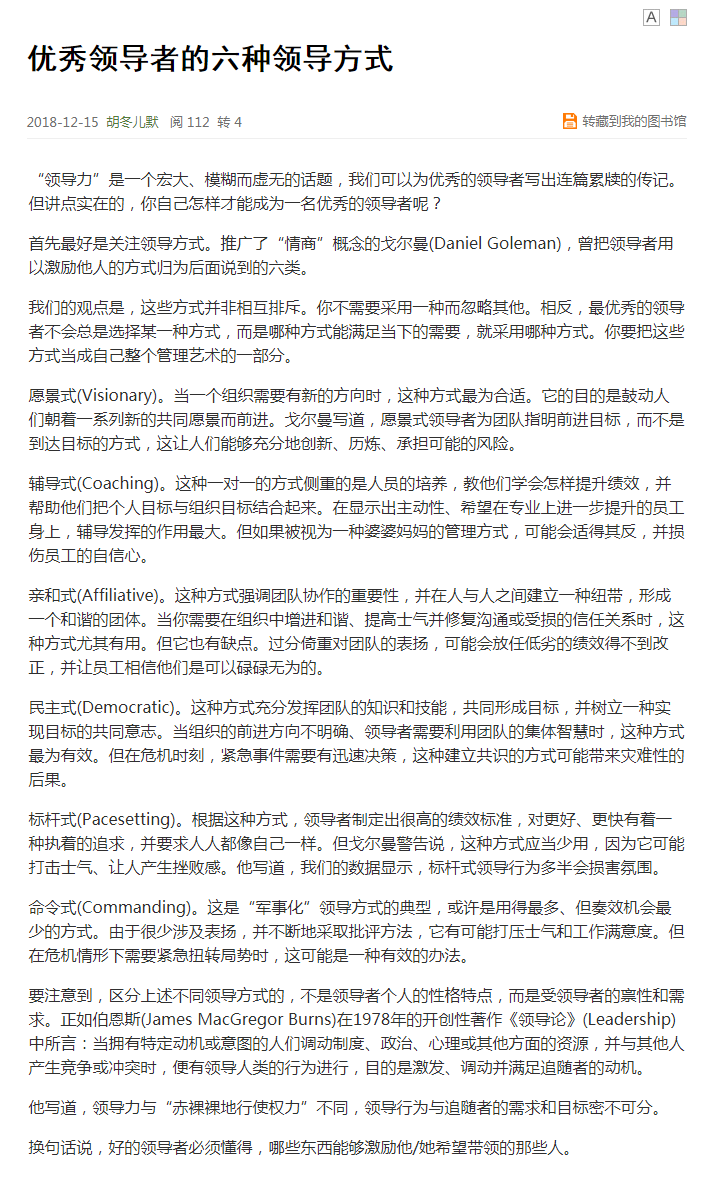 A
优秀领导者的六种领导方式
2018-12-15 胡冬儿默 阅 112 转 4 转藏到我的图书馆
“领导力”是一个宏大、模糊而虚无的话题，我们可以为优秀的领导者写出连篇累牍的传记。
但讲点实在的，你自己怎样才能成为一名优秀的领导者呢？
首先最好是关注领导方式。推广了“情商”概念的戈尔曼(Daniel Goleman)，曾把领导者用
以激励他人的方式归为后面说到的六类。
我们的观点是，这些方式并非相互排斥。你不需要采用一种而忽略其他。相反，最优秀的领导
者不会总是选择某一种方式，而是哪种方式能满足当下的需要，就采用哪种方式。你要把这些
方式当成自己整个管理艺术的一部分。
愿景式(Visionary)。当一个组织需要有新的方向时，这种方式最为合适。它的目的是鼓动人
们朝着一系列新的共同愿景而前进。戈尔曼写道，愿景式领导者为团队指明前进目标，而不是
到达目标的方式，这让人们能够充分地创新、历炼、承担可能的风险。
辅导式(Coaching)。这种一对一的方式侧重的是人员的培养，教他们学会怎样提升绩效，并
帮助他们把个人目标与组织目标结合起来。在显示出主动性、希望在专业上进一步提升的员工
身上，辅导发挥的作用最大。但如果被视为一种婆婆妈妈的管理方式，可能会适得其反，并损
伤员工的自信心。
亲和式(Affiliative)。这种方式强调团队协作的重要性，并在人与人之间建立一种纽带，形成
一个和谐的团体。当你需要在组织中增进和谐、提高士气并修复沟通或受损的信任关系时，这
种方式尤其有用。但它也有缺点。过分倚重对团队的表扬，可能会放任低劣的绩效得不到改
正，并让员工相信他们是可以碌碌无为的。
民主式(Democratic)。这种方式充分发挥团队的知识和技能，共同形成目标，并树立一种实
现目标的共同意志。当组织的前进方向不明确、领导者需要利用团队的集体智慧时，这种方式
最为有效。但在危机时刻，紧急事件需要有迅速决策，这种建立共识的方式可能带来灾难性的
后果。
标杆式(Pacesetting)。根据这种方式，领导者制定出很高的绩效标准，对更好、更快有着一
种执着的追求，并要求人人都像自己一样。但戈尔曼警告说，这种方式应当少用，因为它可能
打击士气、让人产生挫败感。他写道，我们的数据显示，标杆式领导行为多半会损害氛围。
命令式(Commanding)。这是“军事化”领导方式的典型，或许是用得最多、但奏效机会最
少的方式。由于很少涉及表扬，并不断地采取批评方法，它有可能打压士气和工作满意度。但
在危机情形下需要紧急扭转局势时，这可能是一种有效的办法。
要注意到，区分上述不同领导方式的，不是领导者个人的性格特点，而是受领导者的禀性和需
求。正如伯恩斯(James MacGregor Burns)在1978年的开创性著作《领导论》(Leadership)
中所言：当拥有特定动机或意图的人们调动制度、政治、心理或其他方面的资源，并与其他人
产生竞争或冲突时，便有领导人类的行为进行，目的是激发、调动并满足追随者的动机。
他写道，领导力与“赤裸裸地行使权力”不同，领导行为与追随者的需求和目标密不可分。
换句话说，好的领导者必须懂得，哪些东西能够激励他/她希望带领的那些人。